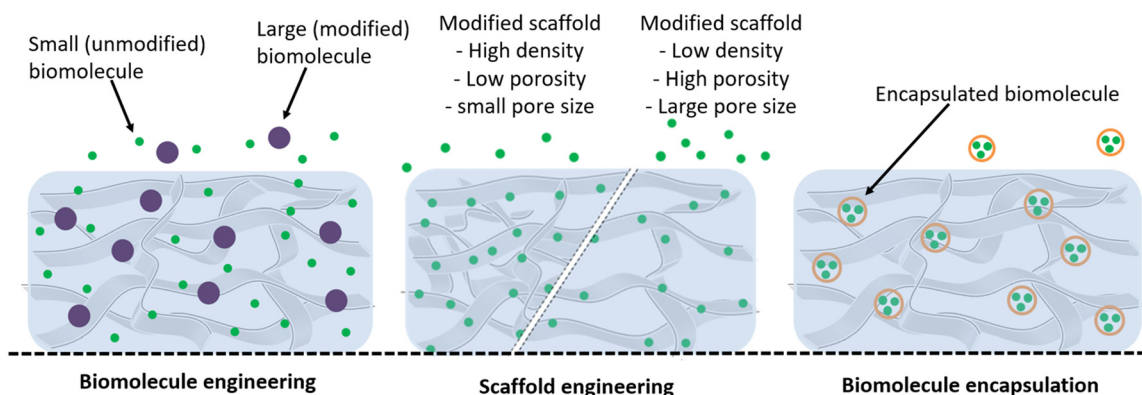 Small (unmodified)
biomolecule
Large (modified)
biomolecule
Modified scaffold
- High density
- Low porosity
- small pore size
Modified scaffold
- Low density
- High porosity
- Large pore size
Encapsulated biomolecule
Biomolecule engineering
Scaffold engineering
Biomolecule encapsulation